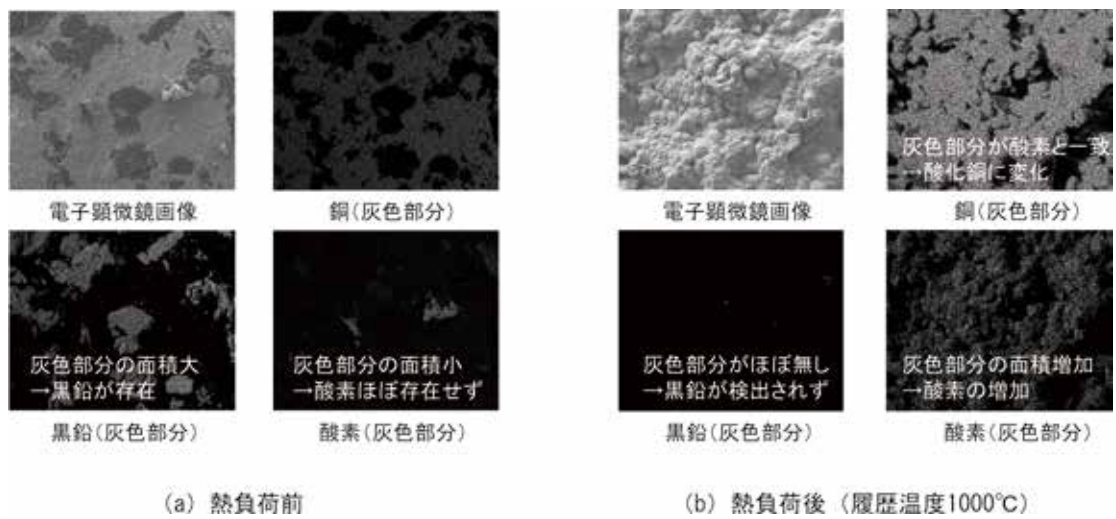 電子顕微鏡画像
銅(灰色部分)
灰色部分の面積大
→黒鉛が存在
黒鉛(灰色部分)
灰色部分の面積小
→酸素ほぼ存在せず
酸素(灰色部分)
(a) 熱負荷前
電子顕微鏡画像
灰色部分が酸素と一致
→酸化銅に変化
銅(灰色部分)
灰色部分がほぼ無し
→黒鉛が検出されず
黒鉛(灰色部分)
灰色部分の面積増加
→酸素の増加
酸素(灰色部分)
(b) 熱負荷後 (履歴温度1000℃)